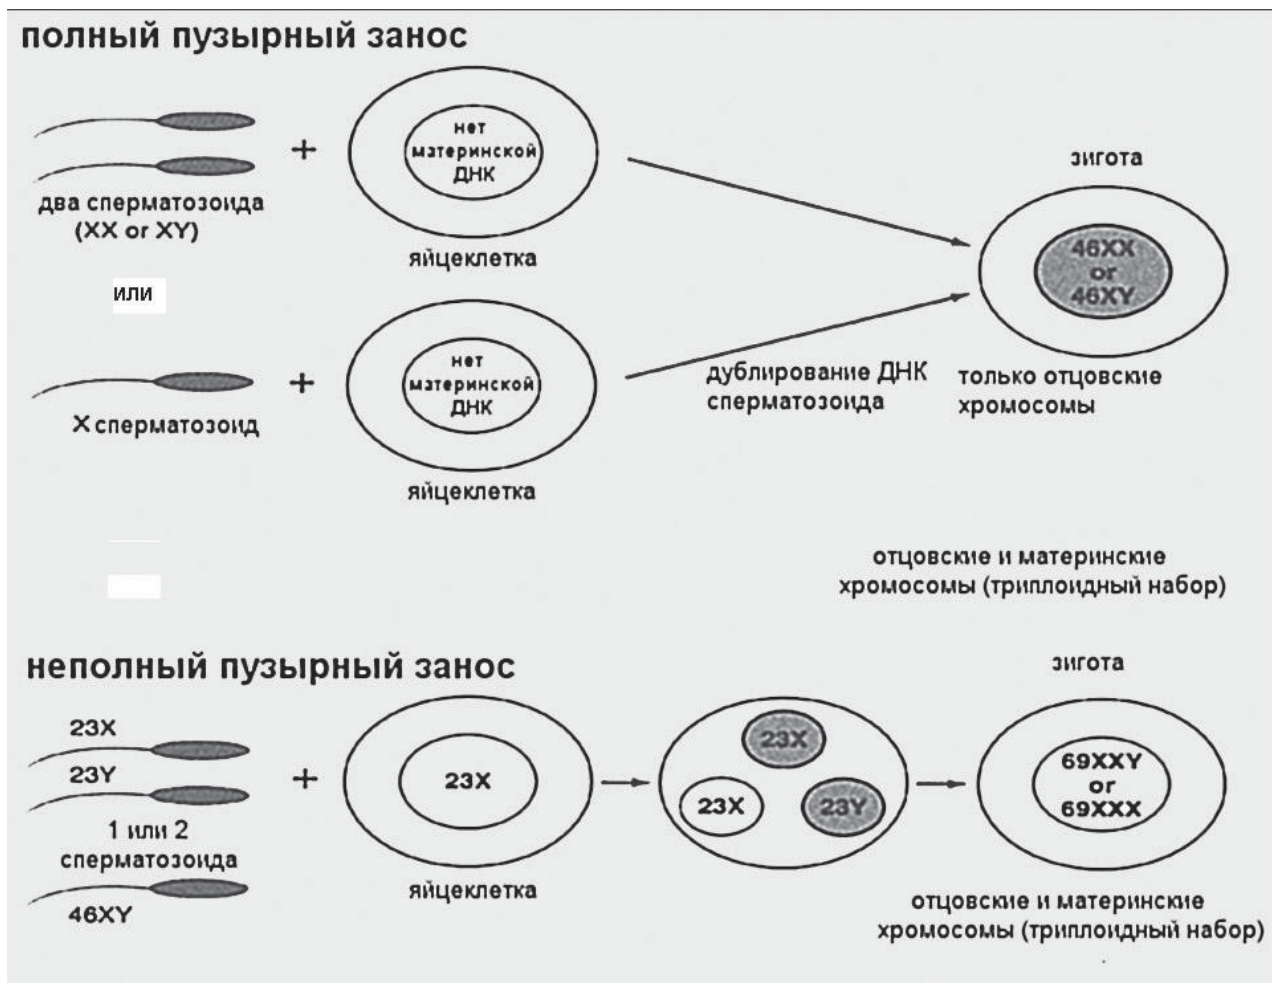 полный пузырный занос
два сперматозоида
(XX or XY)
+
нет
материнской
ДНК
яйцеклетка
зигота
46XX
or
46XY
или
X сперматозоид
+
нет
материнской
ДНК
яйцеклетка
дублирование ДНК
сперматозоида
только отцовские
хромосомы
отцовские и материнские
хромосомы (триплоидный набор)
неполный пузырный занос
23X
23Y
1 или 2
сперматозоида
46XY
+
23X
яйцеклетка
23X
23X
23Y
зигота
69XXY
or
69XXX
отцовские и материнские
хромосомы (триплоидный набор)